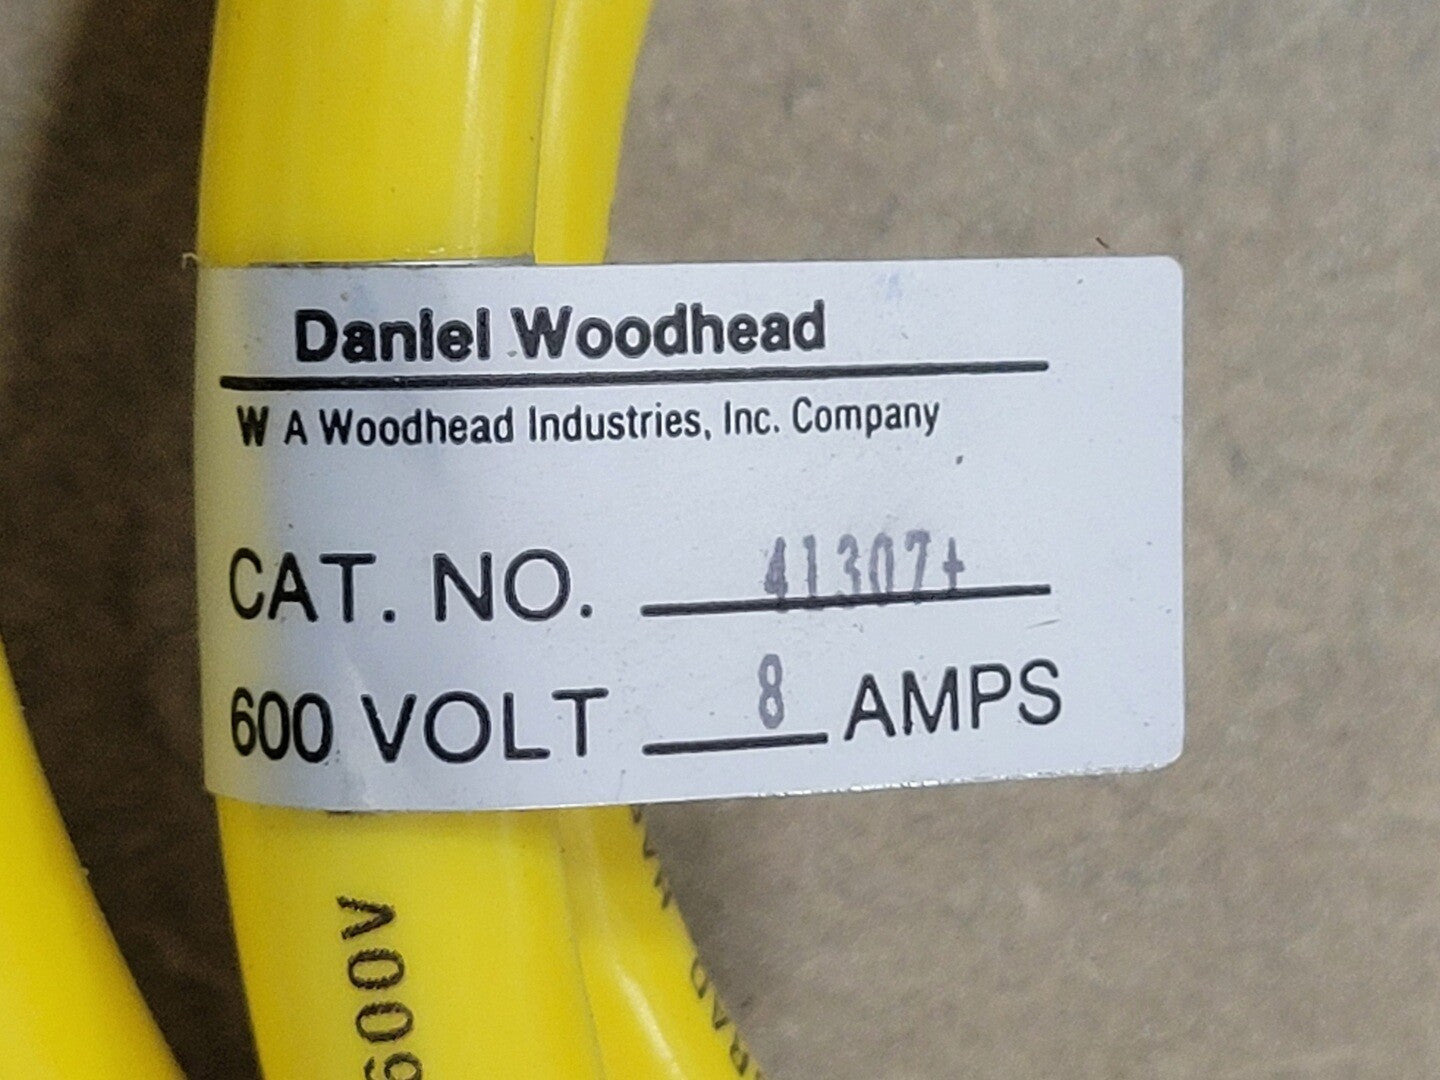 Daniel Woodhead
W A Woodhead Industries, Inc. Company
CAT. NO. 41307+
600 VOLT 8 AMPS
600V